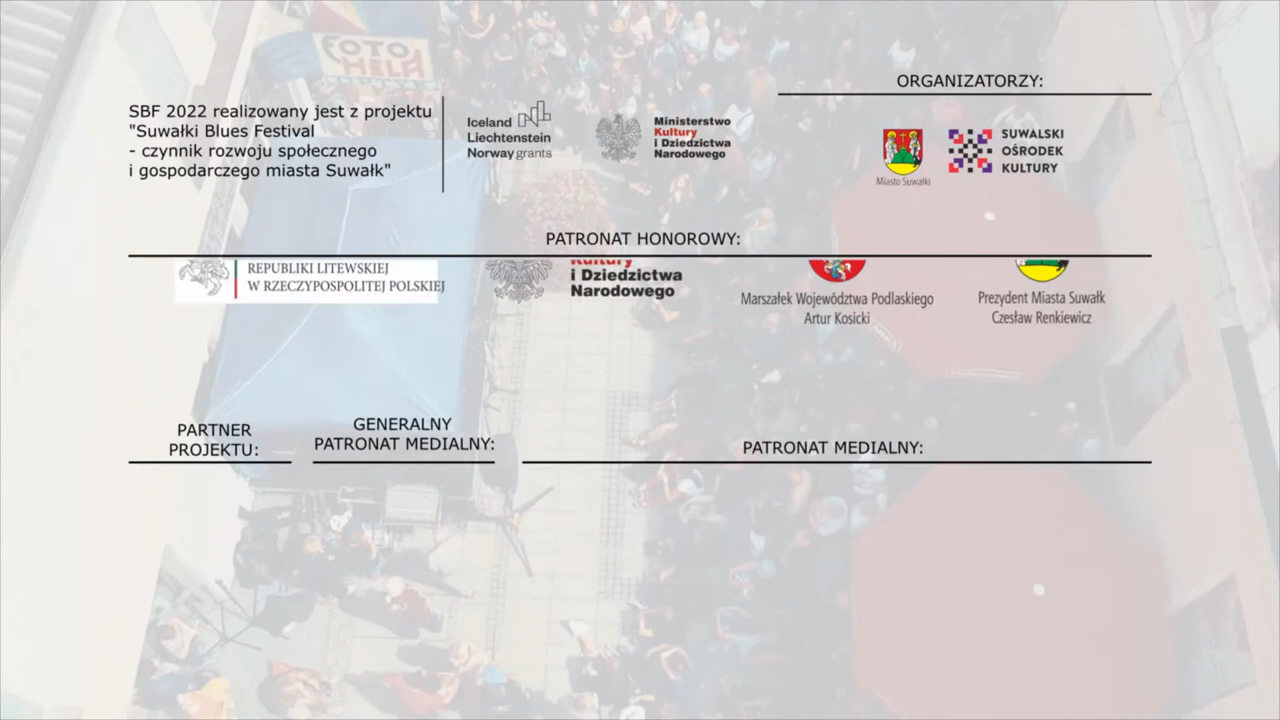 FOTO
HELA
ORGANIZATORZY:
SBF 2022 realizowany jest z projektu
"Suwałki Blues Festival
- czynnik rozwoju społecznego
i gospodarczego miasta Suwałk"
Iceland
Liechtenstein
Norway grants
Ministerstwo
Kultury
i Dziedzictwa
Narodowego
Miasto Suwałki
SUWALSKI
OŚRODEK
KULTURY
PATRONAT HONOROWY:
REPUBLIKI LITEWSKIEJ
W RZECZYPOSPOLITEJ POLSKIEJ
Kultury
i Dziedzictwa
Narodowego
Marszałek Województwa Podlaskiego
Artur Kosicki
Prezydent Miasta Suwałk
Czesław Renkiewicz
PARTNER
PROJEKTU:
GENERALNY
PATRONAT MEDIALNY:
PATRONAT MEDIALNY: